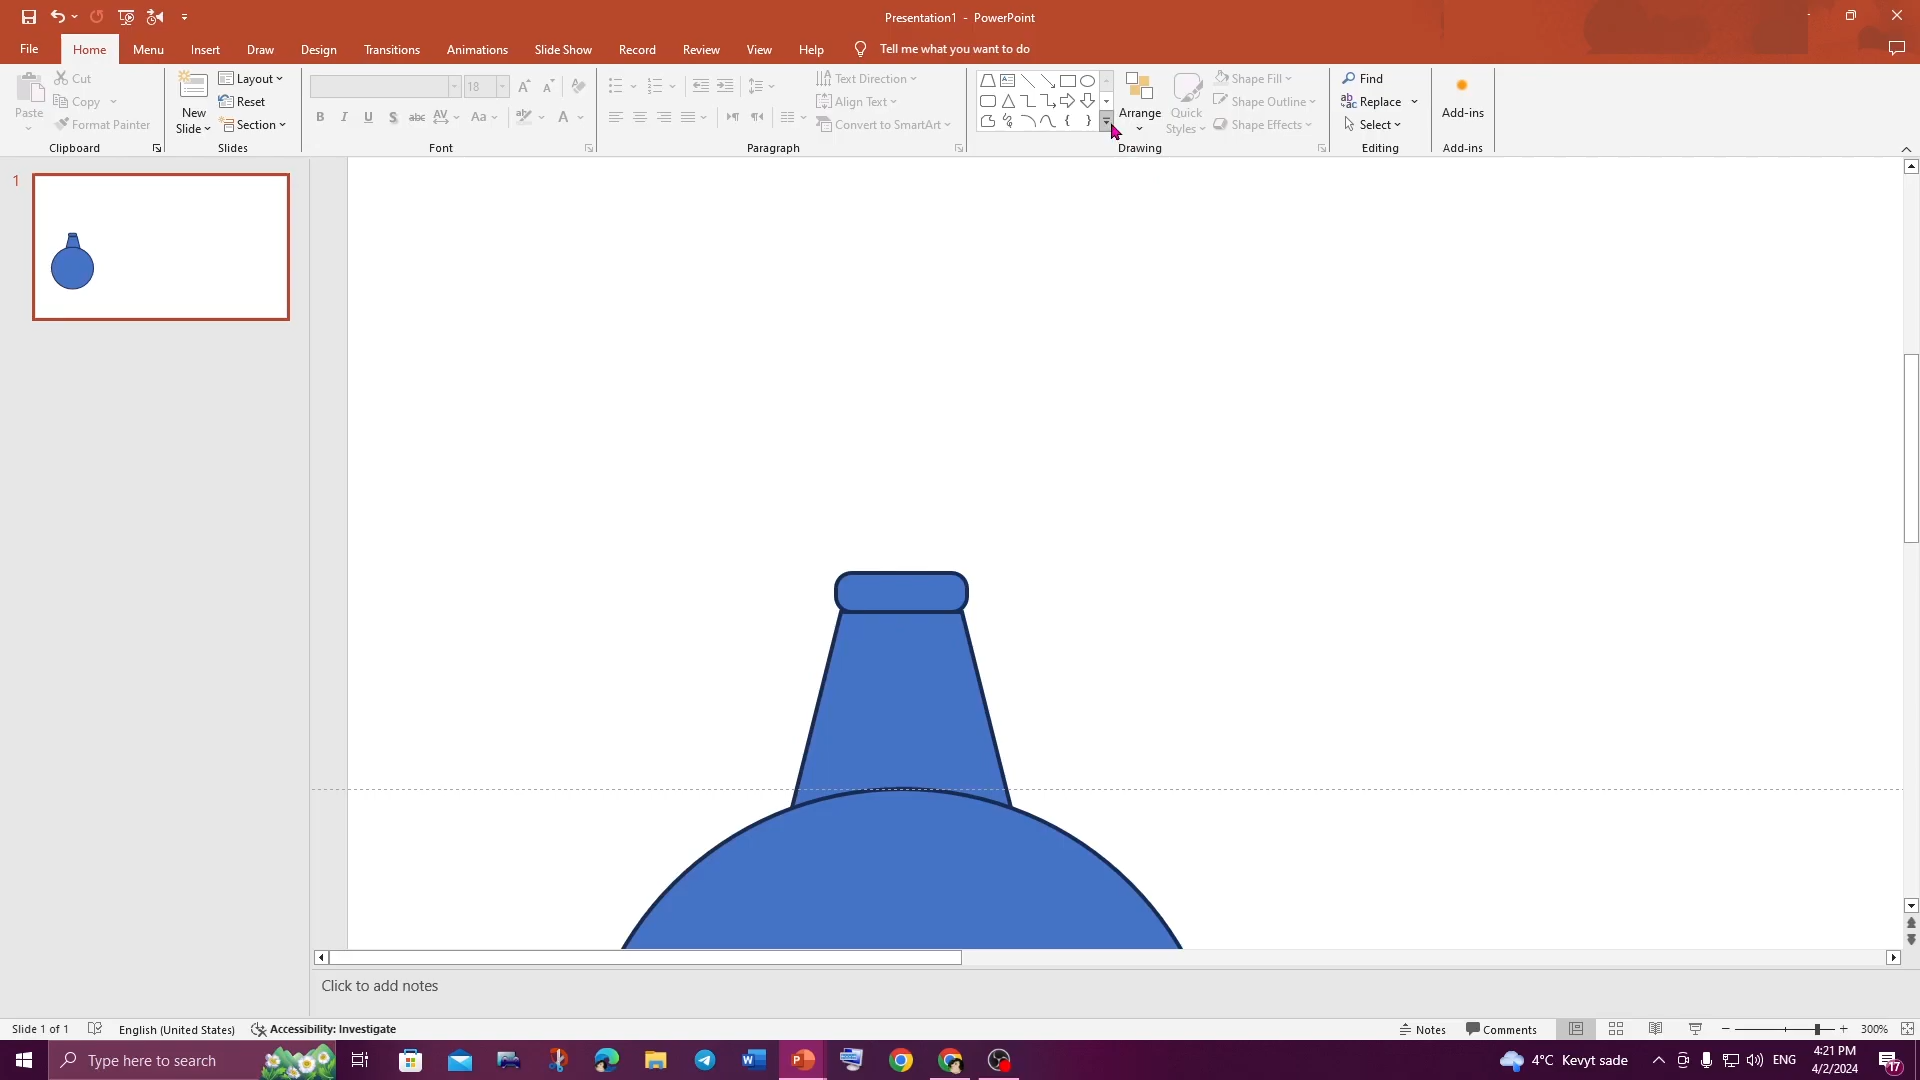 Presentation1 - PowerPoint
File Home Menu Insert Draw Design Transitions Animations Slide Show Record Review View Help Tell me what you want to do
Paste
Cut
Copy
Format Painter
Clipboard
New Slide
Layout
Reset
Section
Slides
18
B I U S abc AV Aa A
Font
Text Direction
Align Text
Convert to SmartArt
Paragraph
Arrange
Quick Styles
Shape Fill
Shape Outline
Shape Effects
Drawing
Find
Replace
Select
Editing
Add-ins
Add-ins
1
Click to add notes
Slide 1 of 1 English (United States) Accessibility: Investigate Notes Comments 300%
Type here to search
4°C Kevyt sade ENG
4:21 PM
4/2/2024
17